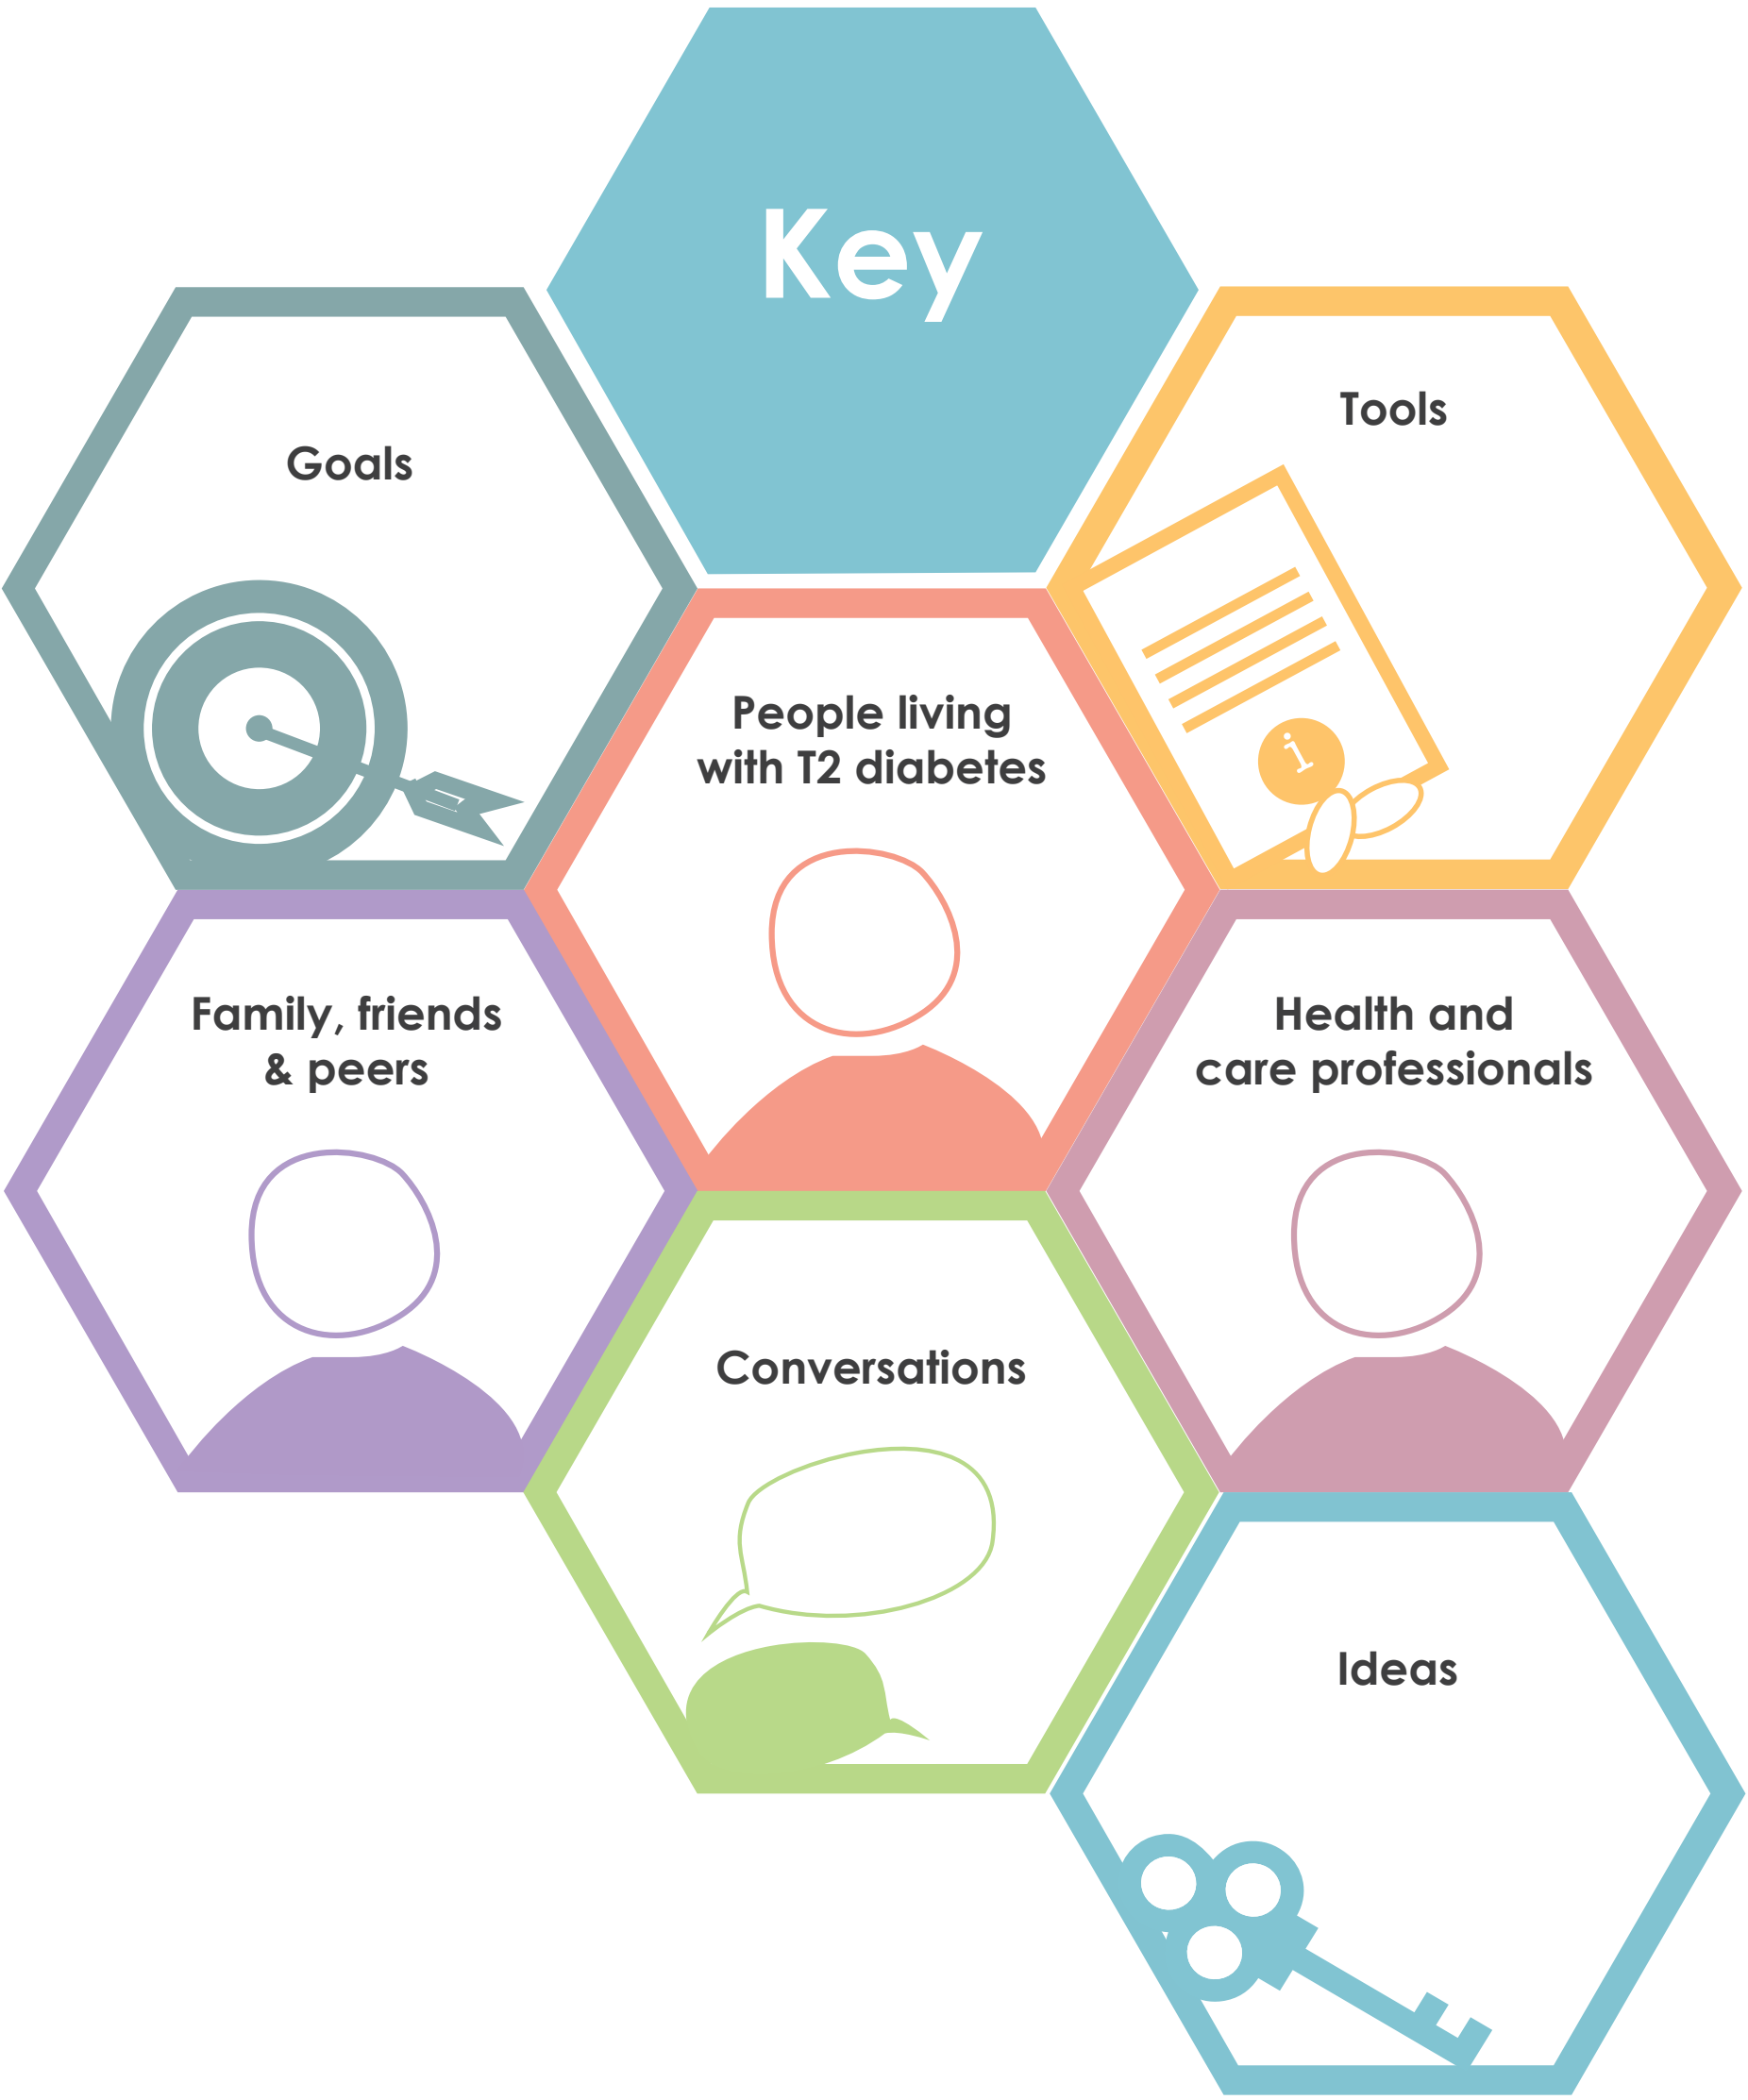 Key
Goals
Tools
People living
with T2 diabetes
i
Family, friends
& peers
Health and
care professionals
Conversations
Ideas